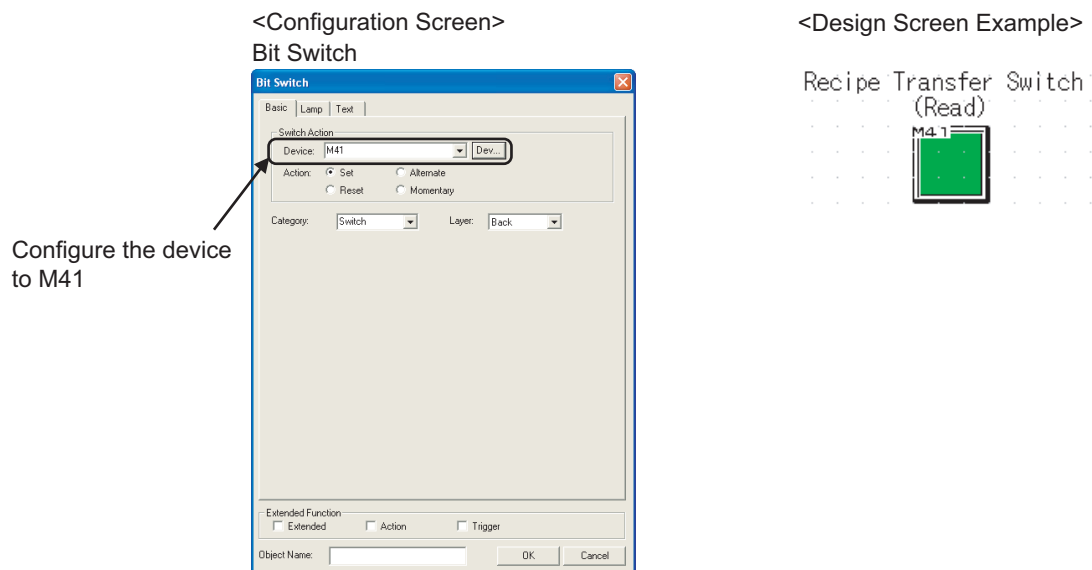 <Configuration Screen>
Bit Switch
Bit Switch
Basic Lamp Text
Switch Action
Device: M41 Dev...
Action: Set Alternate
Reset Momentary
Category: Switch Layer: Back
Configure the device
to M41
Extended Function
Extended Action Trigger
Object Name: OK Cancel
<Design Screen Example>
Recipe Transfer Switch
(Read)
M41